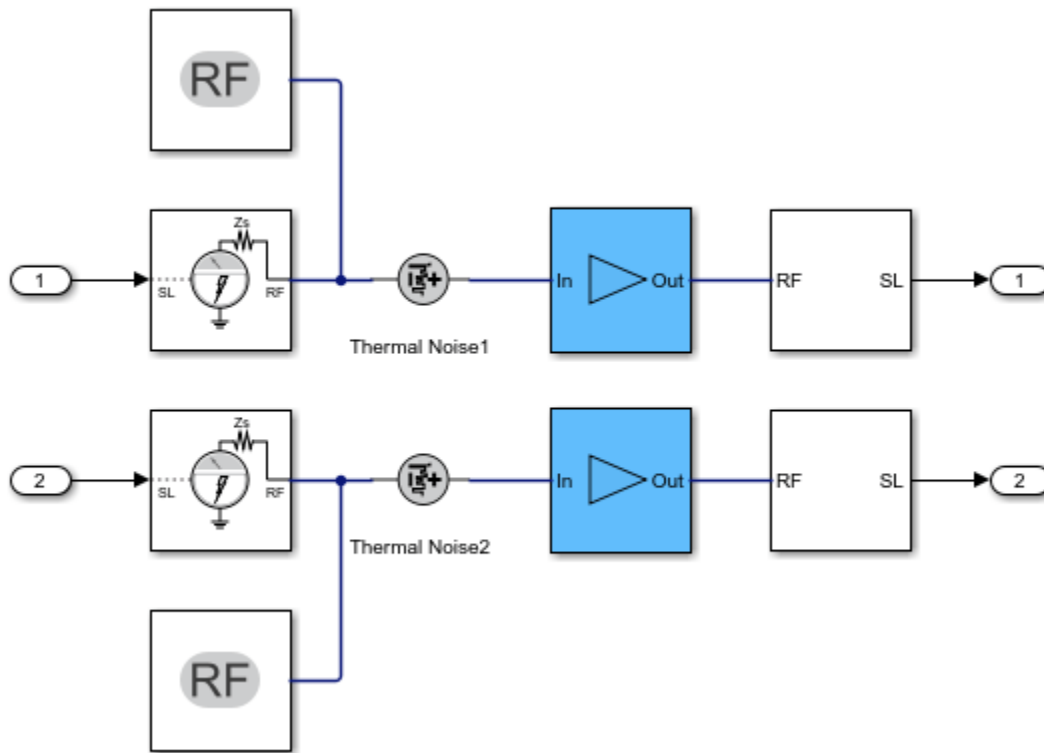 RF
1
Zs
SL
RF
Thermal Noise1
In
Out
RF
SL
1
2
Zs
SL
RF
Thermal Noise2
In
Out
RF
SL
2
RF